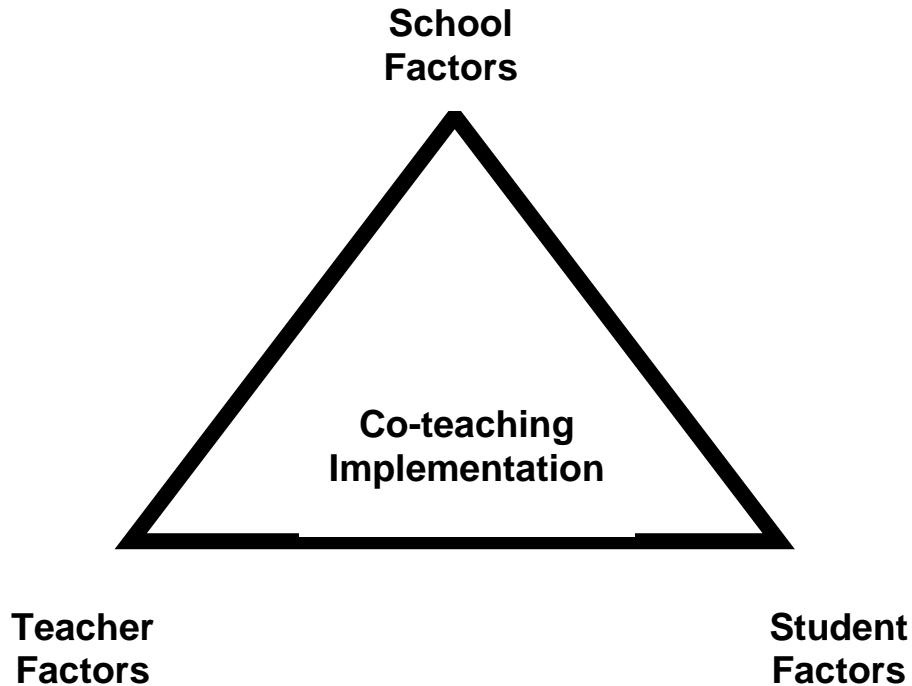 School
Factors
Co-teaching
Implementation
Teacher
Factors
Student
Factors